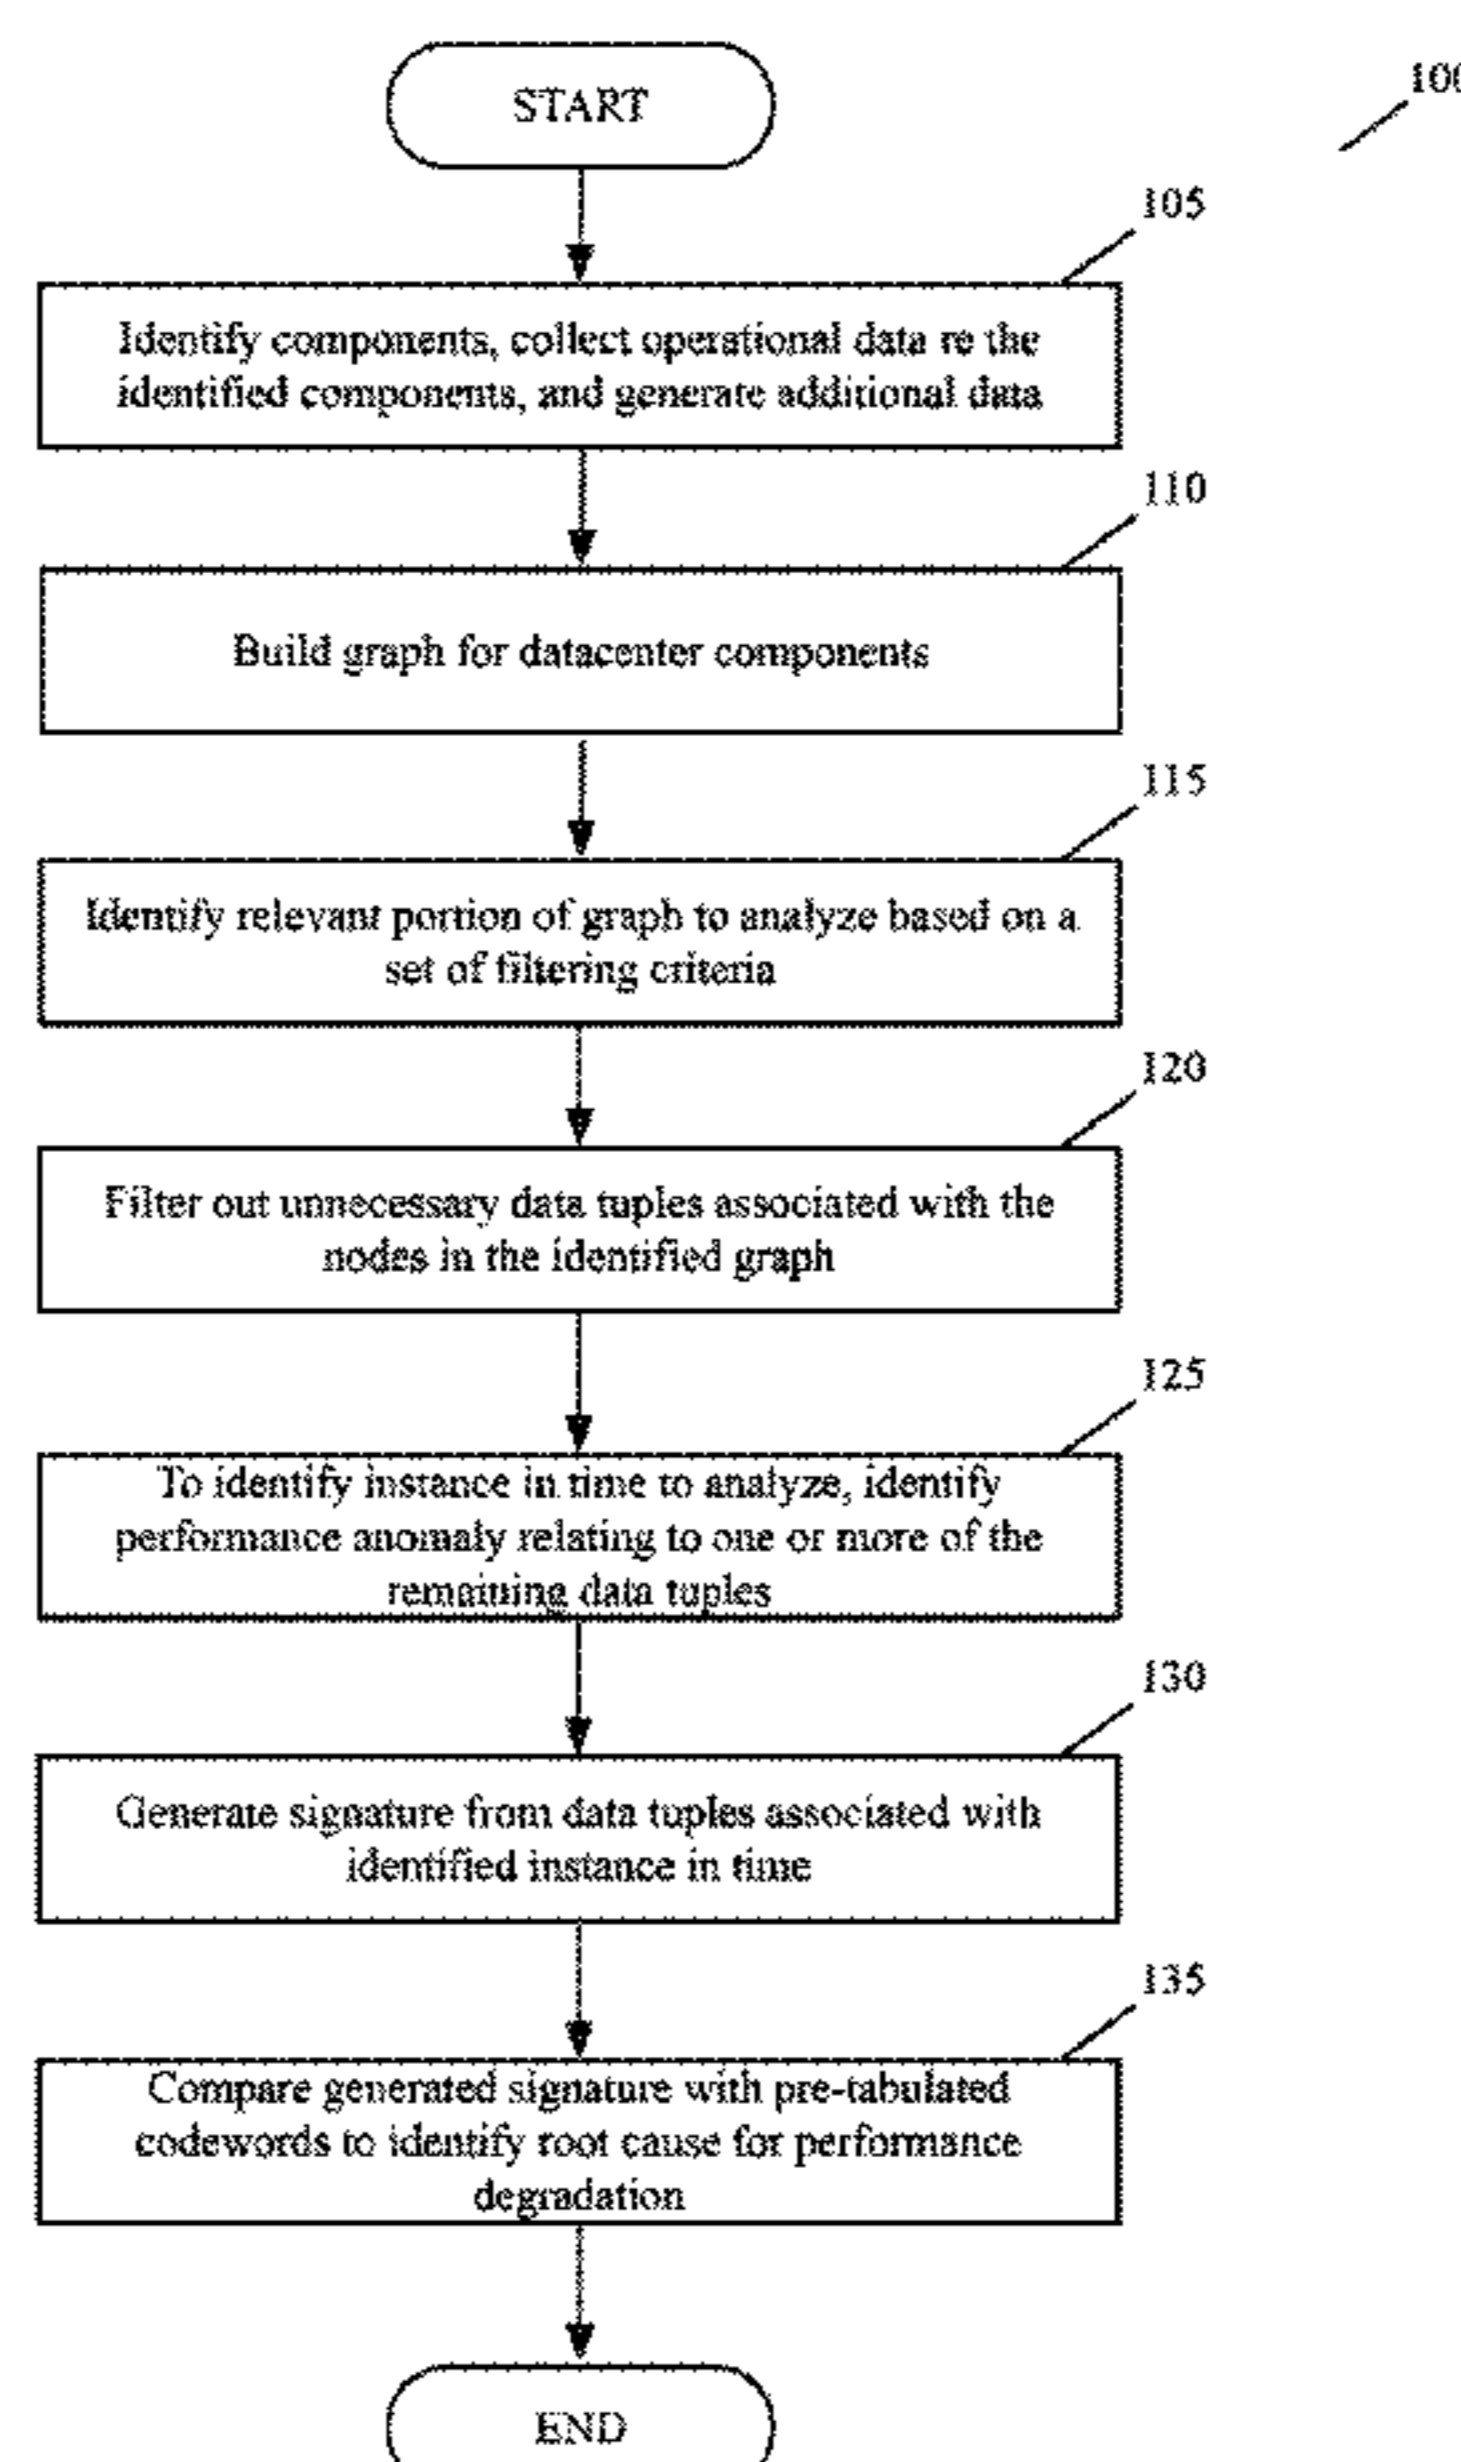 START
100
105
Identify components, collect operational data re the
identified components, and generate additional data
110
Build graph for datacenter components
115
Identify relevant portion of graph to analyze based on a
set of filtering criteria
120
Filter out unnecessary data tuples associated with the
nodes in the identified graph
125
To identify instance in time to analyze, identify
performance anomaly relating to one or more of the
remaining data tuples
130
Generate signature from data tuples associated with
identified instance in time
135
Compare generated signature with pre-tabulated
codewords to identify root cause for performance
degradation
END